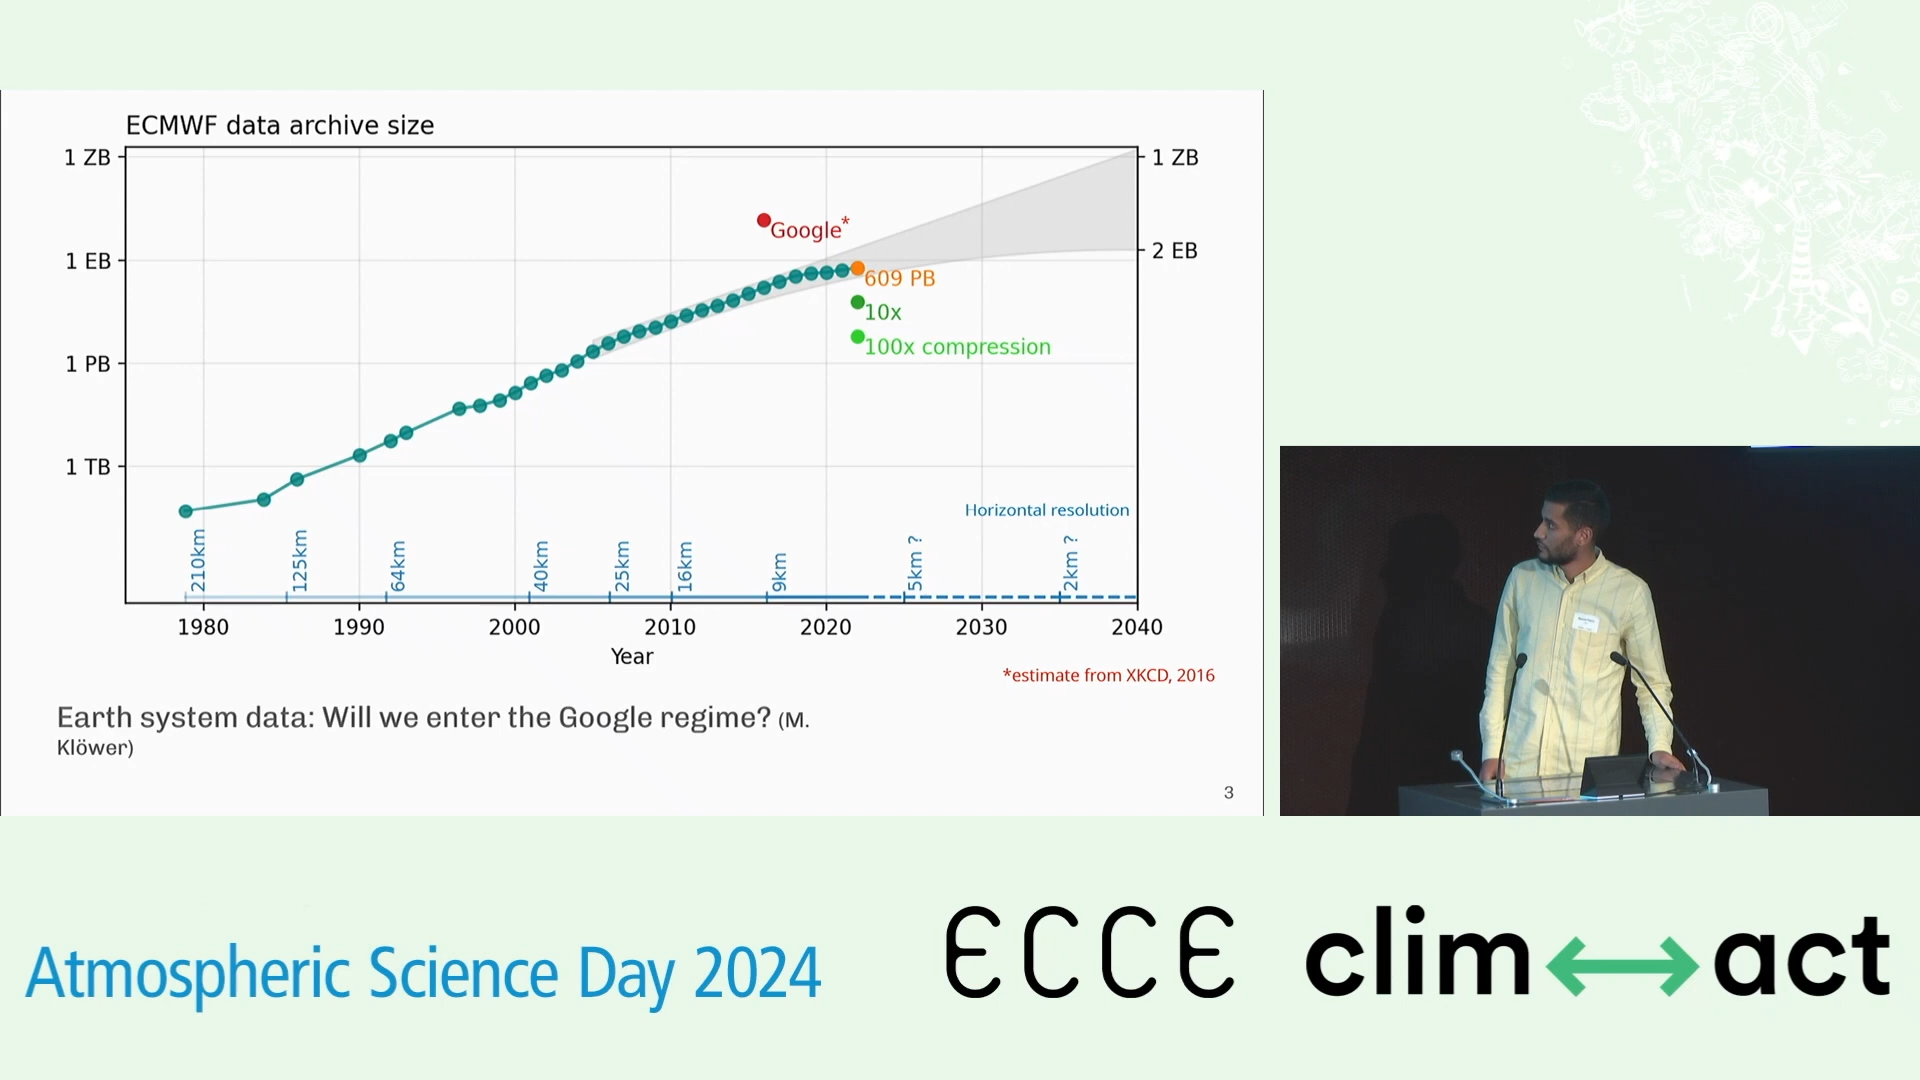 ECMWF data archive size
1 ZB
1 ZB
Google*
1 EB
2 EB
609 PB
10x
100x compression
1 PB
1 TB
Horizontal resolution
210km
125km
64km
40km
25km
16km
9km
5km ?
2km ?
1980
1990
2000
2010
2020
2030
2040
Year
*estimate from XKCD, 2016
Earth system data: Will we enter the Google regime? (M.
Klöwer)
3
Atmospheric Science Day 2024
ECCE
clim
act